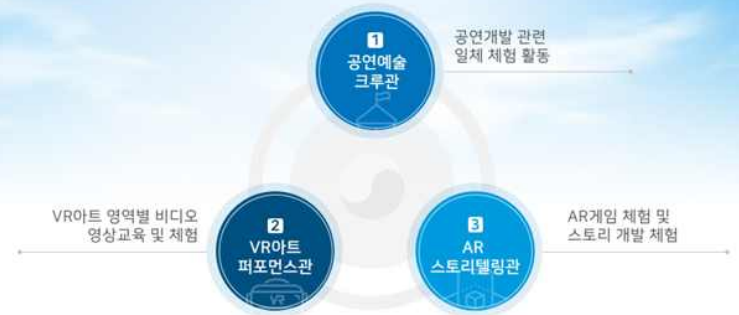 1
공연예술
크루관
공연개발 관련
일체 체험 활동
VR아트 영역별 비디오
영상교육 및 체험
2
VR아트
퍼포먼스관
VR
3
AR
스토리텔링관
AR게임 체험 및
스토리 개발 체험